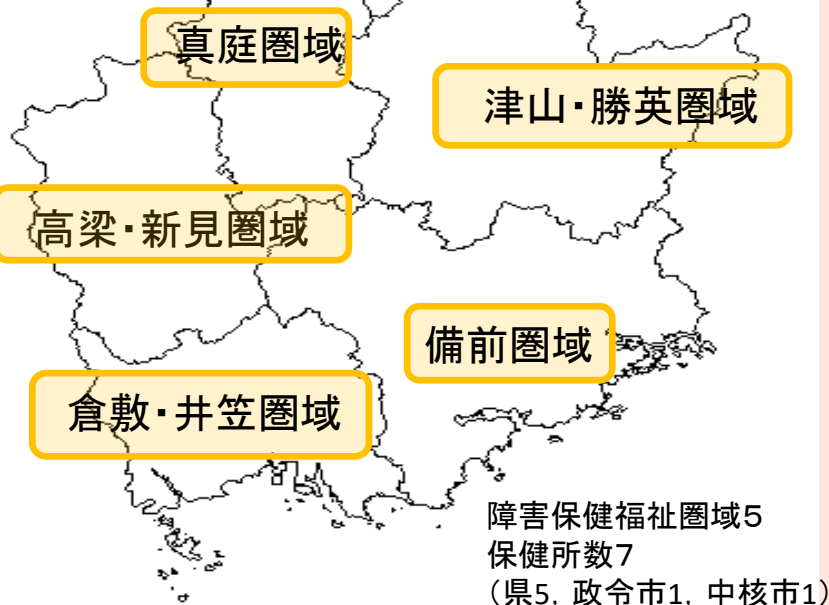 真庭圏域
津山・勝英圏域
高梁・新見圏域
備前圏域
倉敷・井笠圏域
障害保健福祉圏域5
保健所数7
（県5, 政令市1, 中核市1）